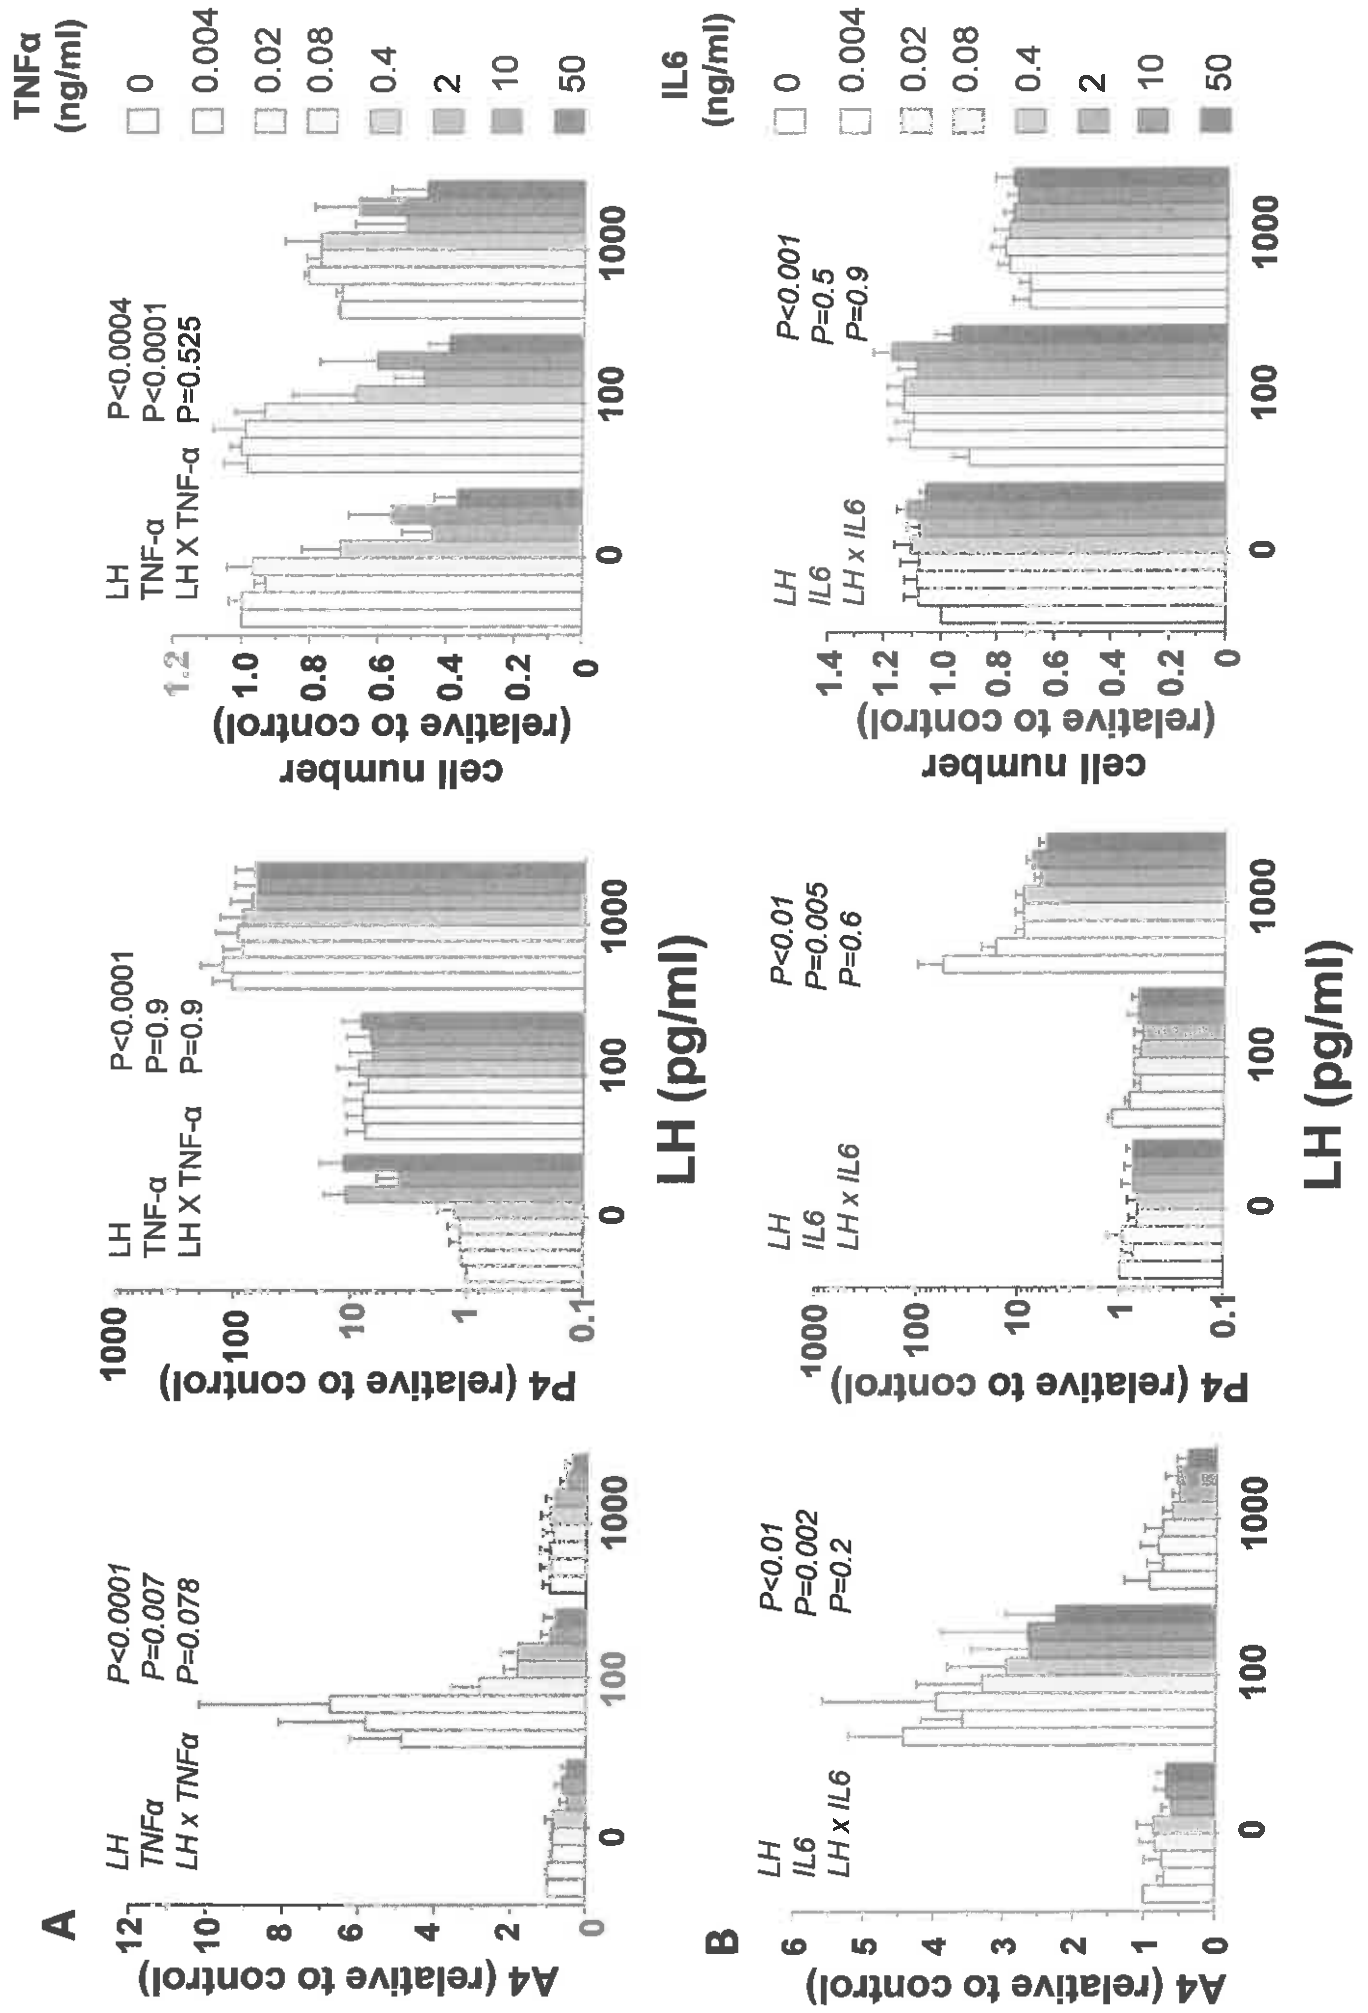 A
A4 (relative to control)
12
10
8
6
4
2
0
LH P<0.0001
TNFα P=0.007
LH x TNFα P=0.078
0 100 1000
P4 (relative to control)
1000
100
10
1
0.1
LH P<0.0001
TNF-α P=0.9
LH X TNF-α P=0.9
0 100 1000
LH (pg/ml)
cell number
(relative to control)
1.2
1.0
0.8
0.6
0.4
0.2
0
LH P<0.0004
TNF-α P<0.0001
LH X TNF-α P=0.525
0 100 1000
TNFα
(ng/ml)
0
0.004
0.02
0.08
0.4
2
10
50
B
A4 (relative to control)
6
5
4
3
2
1
0
LH P<0.01
IL6 P=0.002
LH x IL6 P=0.2
0 100 1000
P4 (relative to control)
1000
100
10
1
0.1
LH P<0.01
IL6 P=0.005
LH x IL6 P=0.6
0 100 1000
LH (pg/ml)
cell number
(relative to control)
1.4
1.2
1.0
0.8
0.6
0.4
0.2
0
LH P<0.001
IL6 P=0.5
LH x IL6 P=0.9
0 100 1000
IL6
(ng/ml)
0
0.004
0.02
0.08
0.4
2
10
50